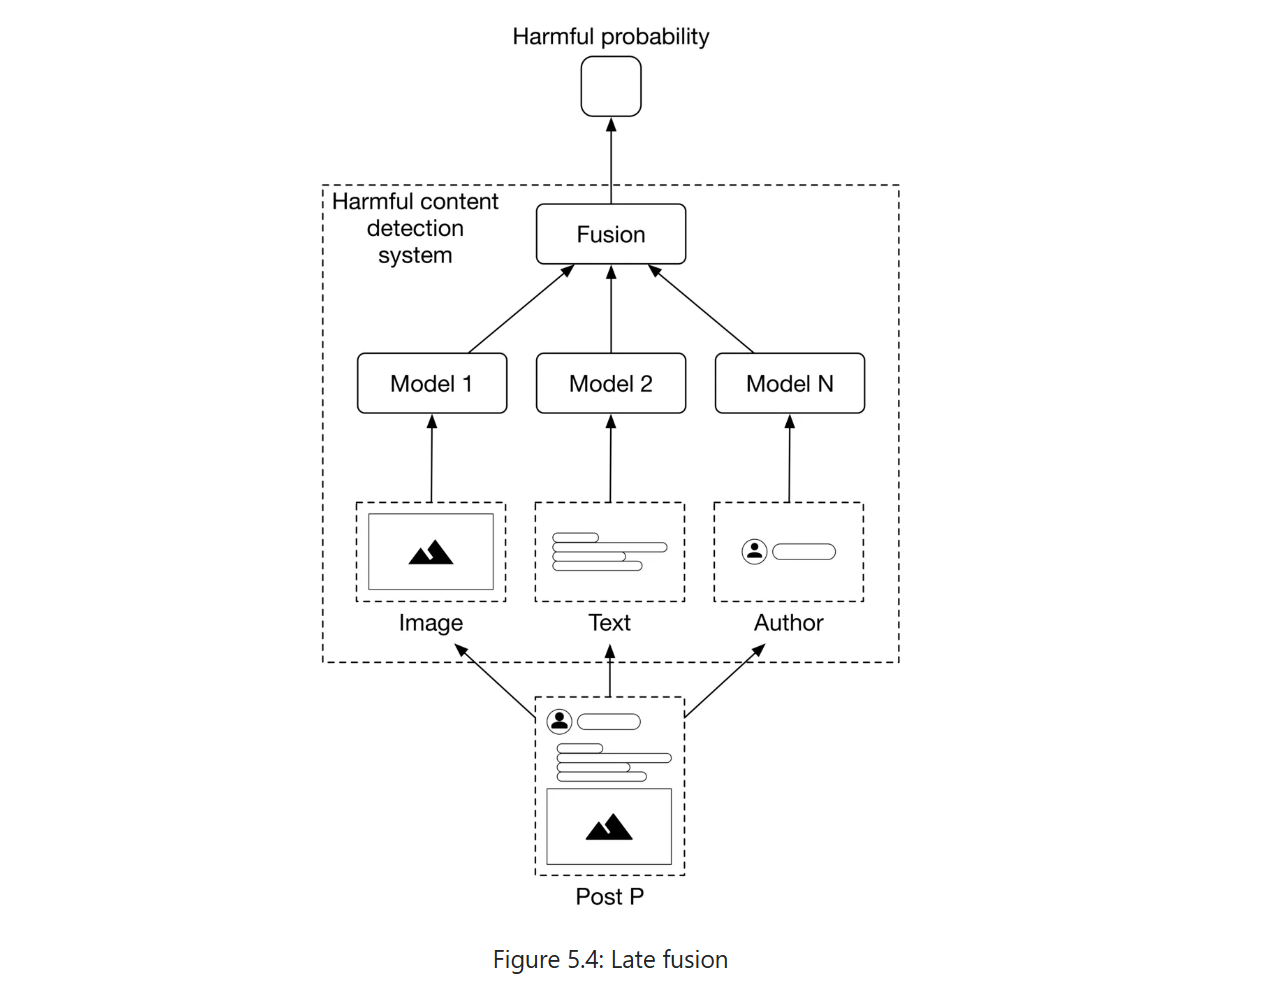 Harmful probability
Harmful content
detection
system
Fusion
Model 1
Model 2
Model N
Image
Text
Author
Post P
Figure 5.4: Late fusion